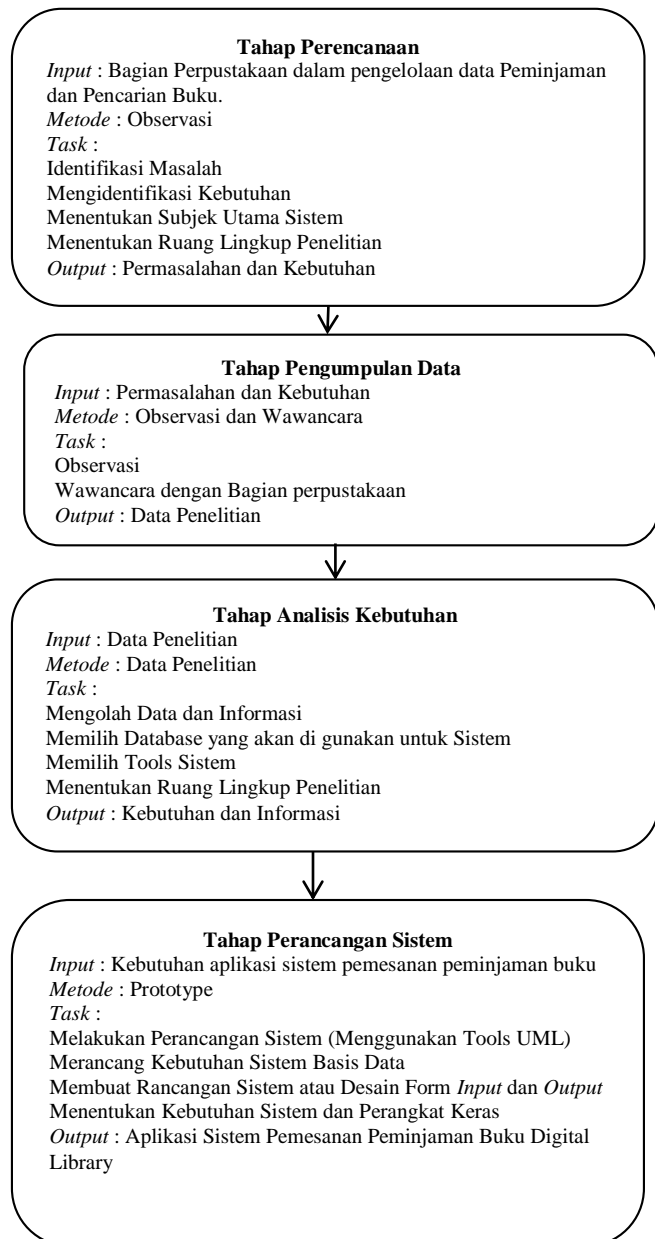 Tahap Perencanaan
Input : Bagian Perpustakaan dalam pengelolaan data Peminjaman
dan Pencarian Buku.
Metode : Observasi
Task :
Identifikasi Masalah
Mengidentifikasi Kebutuhan
Menentukan Subjek Utama Sistem
Menentukan Ruang Lingkup Penelitian
Output : Permasalahan dan Kebutuhan
Tahap Pengumpulan Data
Input : Permasalahan dan Kebutuhan
Metode : Observasi dan Wawancara
Task :
Observasi
Wawancara dengan Bagian perpustakaan
Output : Data Penelitian
Tahap Analisis Kebutuhan
Input : Data Penelitian
Metode : Data Penelitian
Task :
Mengolah Data dan Informasi
Memilih Database yang akan di gunakan untuk Sistem
Memilih Tools Sistem
Menentukan Ruang Lingkup Penelitian
Output : Kebutuhan dan Informasi
Tahap Perancangan Sistem
Input : Kebutuhan aplikasi sistem pemesanan peminjaman buku
Metode : Prototype
Task :
Melakukan Perancangan Sistem (Menggunakan Tools UML)
Merancang Kebutuhan Sistem Basis Data
Membuat Rancangan Sistem atau Desain Form Input dan Output
Menentukan Kebutuhan Sistem dan Perangkat Keras
Output : Aplikasi Sistem Pemesanan Peminjaman Buku Digital
Library